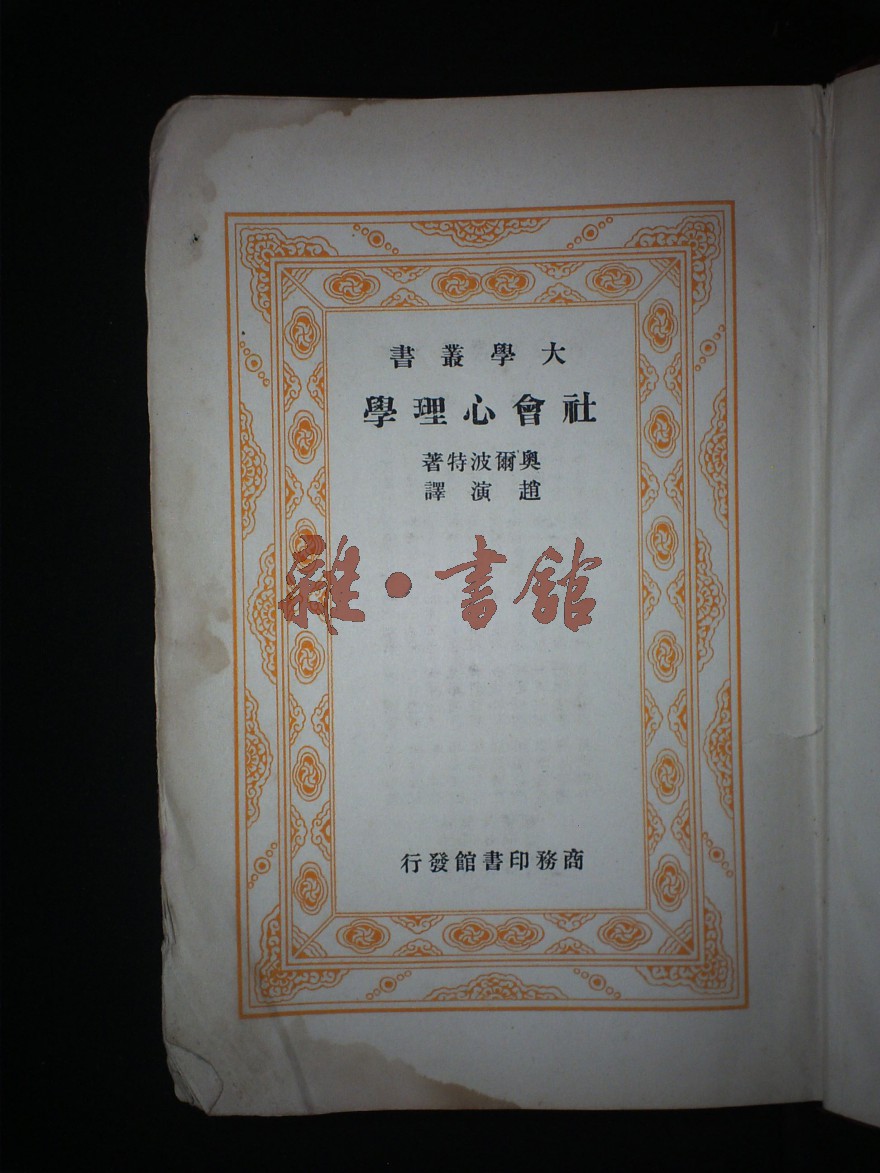 大學叢書
社會心理學
奧爾波特著
趙演譯
雜·書館
商務印書館發行